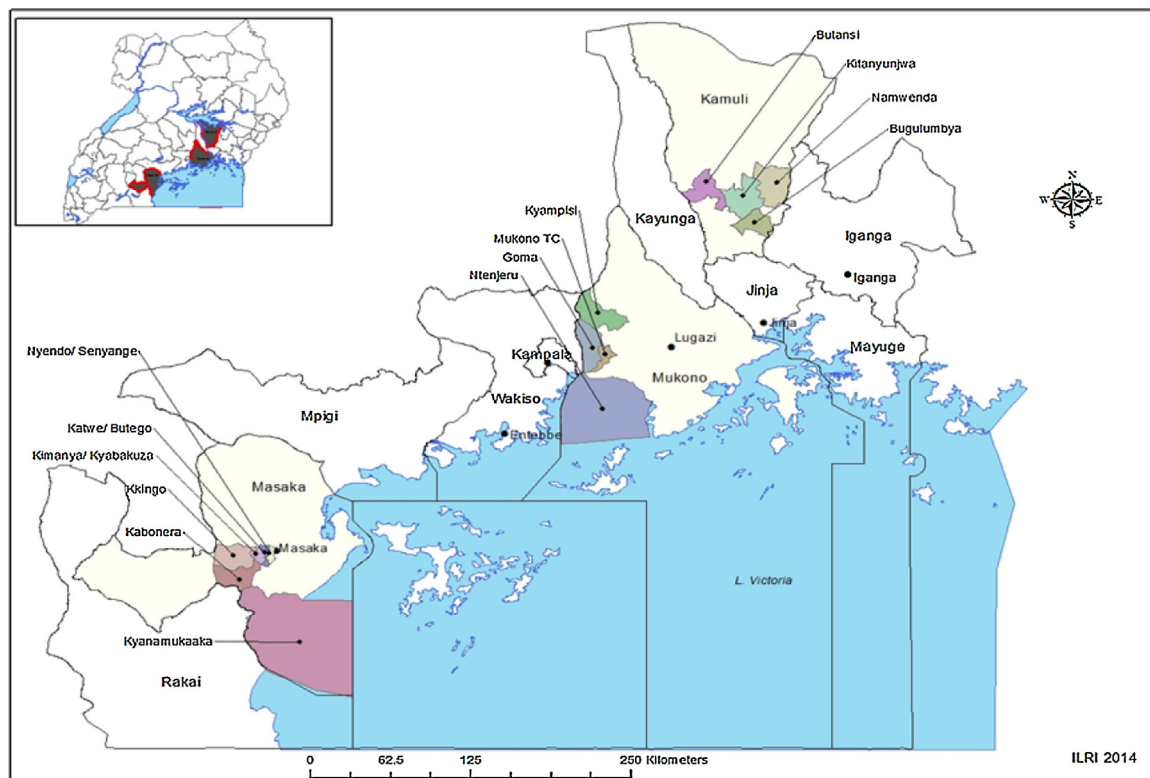 Butansi
Kitanyunjwa
Kamuli
Namwenda
Bugulumbya
N
W E
S
Kyampisi
Kayunga
Mukono TC
Iganga
Goma
Ntenjeru
Iganga
Jinja
Jinja
Lugazi
Mayuge
Nyendo/ Senyange
Kampala
Mukono
Wakiso
Mpigi
Katwe/ Butego
Entebbe
Kimanya/ Kyabakuza
Masaka
Kkingo
Kabonera
Masaka
L. Victoria
Kyanamukaaka
Rakai
ILRI 2014
0 62.5 125 250 Kilometers